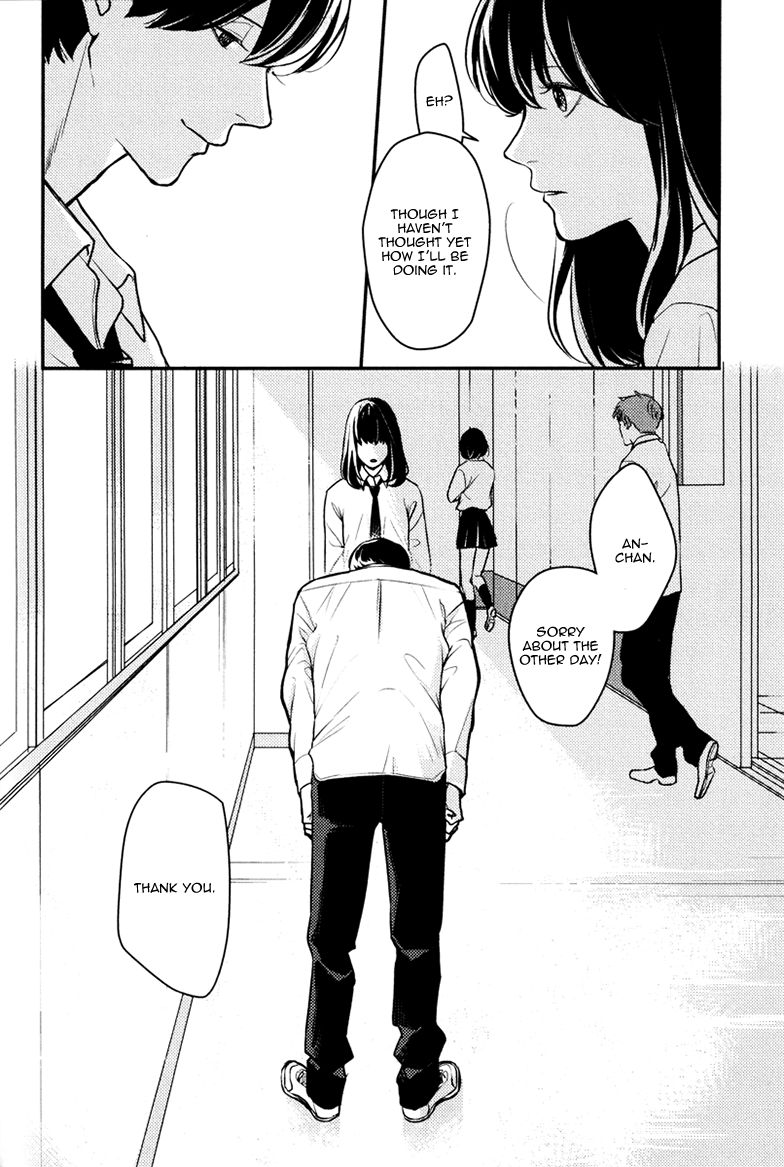 EH?
THOUGH I
HAVEN'T
THOUGHT YET
HOW I'LL BE
DOING IT.
AN-
CHAN.
SORRY
ABOUT THE
OTHER DAY!
THANK YOU.